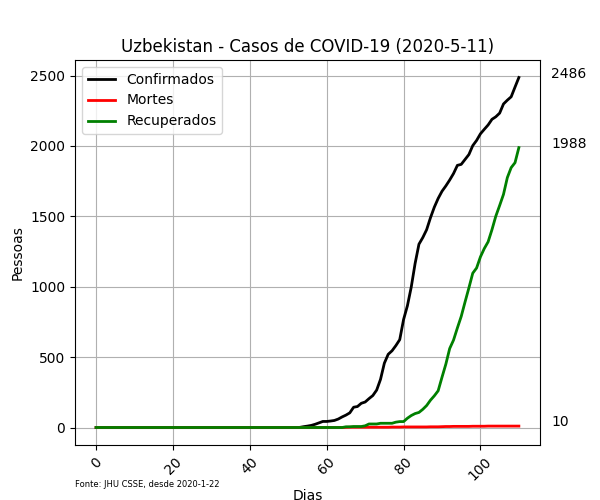 Uzbekistan - Casos de COVID-19 (2020-5-11)
Confirmados
Mortes
Recuperados
2500
2000
1500
1000
500
0
Pessoas
2486
1988
10
0
20
40
60
80
100
Fonte: JHU CSSE, desde 2020-1-22
Dias